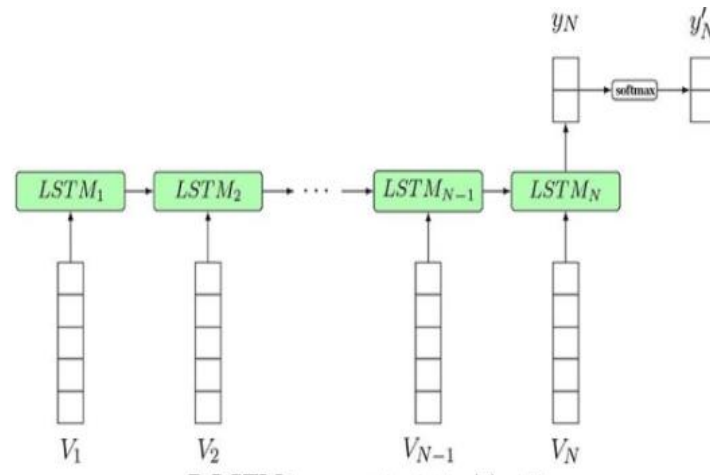 y_N y'_N
softmax
LSTM_1 LSTM_2 ... LSTM_{N-1} LSTM_N
V_1 V_2 V_{N-1} V_N